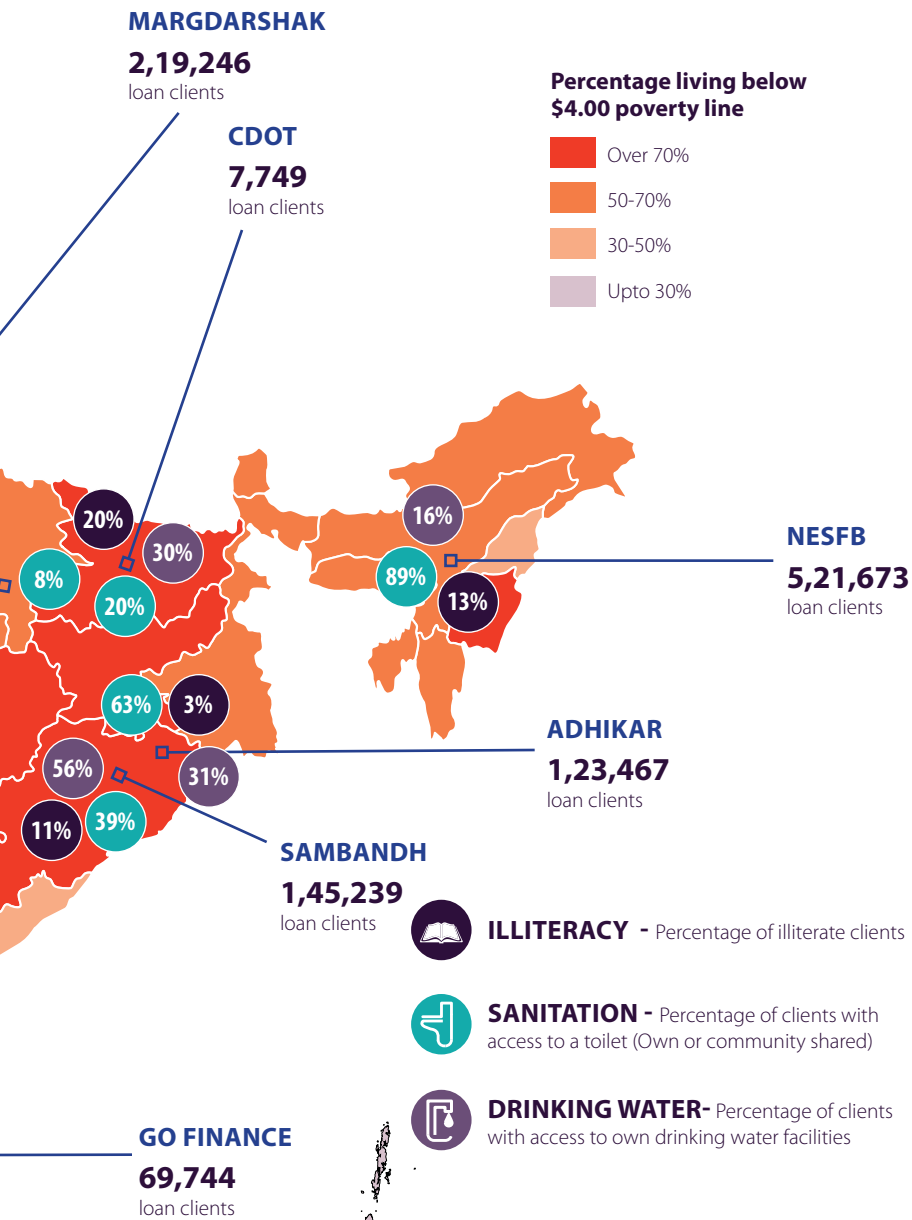 MARGDARSHAK
2,19,246
loan clients
CDOT
7,749
loan clients
Percentage living below
$4.00 poverty line
Over 70%
50-70%
30-50%
Upto 30%
20%
30%
8%
20%
16%
89%
13%
NESFB
5,21,673
loan clients
63%
3%
56%
31%
11%
39%
ADHIKAR
1,23,467
loan clients
SAMBANDH
1,45,239
loan clients
ILLITERACY - Percentage of illiterate clients
SANITATION - Percentage of clients with
access to a toilet (Own or community shared)
DRINKING WATER- Percentage of clients
with access to own drinking water facilities
GO FINANCE
69,744
loan clients